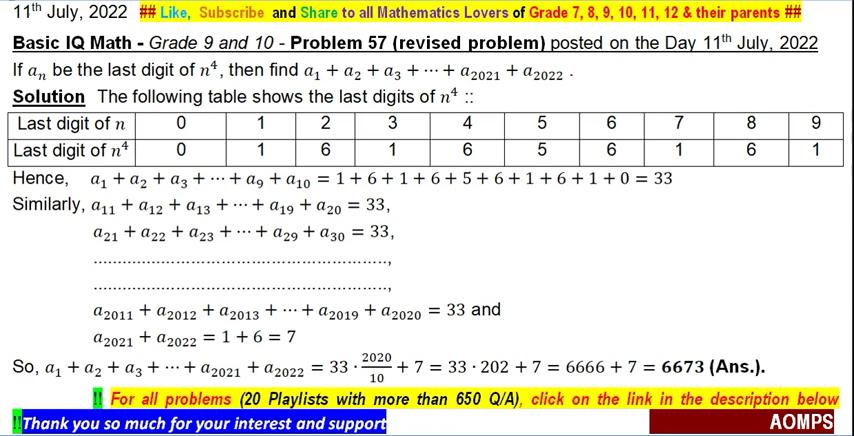 11th July, 2022 ## Like, Subscribe and Share to all Mathematics Lovers of Grade 7, 8, 9, 10, 11, 12 & their parents ##
Basic IQ Math - Grade 9 and 10 - Problem 57 (revised problem) posted on the Day 11th July, 2022
If aₙ be the last digit of n⁴, then find a₁ + a₂ + a₃ + ⋯ + a₂₀₂₁ + a₂₀₂₂ .
Solution The following table shows the last digits of n⁴ ::
Last digit of n 0 1 2 3 4 5 6 7 8 9
Last digit of n⁴ 0 1 6 1 6 5 6 1 6 1
Hence, a₁ + a₂ + a₃ + ⋯ + a₉ + a₁₀ = 1 + 6 + 1 + 6 + 5 + 6 + 1 + 6 + 1 + 0 = 33
Similarly, a₁₁ + a₁₂ + a₁₃ + ⋯ + a₁₉ + a₂₀ = 33,
a₂₁ + a₂₂ + a₂₃ + ⋯ + a₂₉ + a₃₀ = 33,
......................................................,
......................................................,
a₂₀₁₁ + a₂₀₁₂ + a₂₀₁₃ + ⋯ + a₂₀₁₉ + a₂₀₂₀ = 33 and
a₂₀₂₁ + a₂₀₂₂ = 1 + 6 = 7
So, a₁ + a₂ + a₃ + ⋯ + a₂₀₂₁ + a₂₀₂₂ = 33 · 2020/10 + 7 = 33 · 202 + 7 = 6666 + 7 = 6673 (Ans.).
!! For all problems (20 Playlists with more than 650 Q/A), click on the link in the description below
!!Thank you so much for your interest and support AOMPS